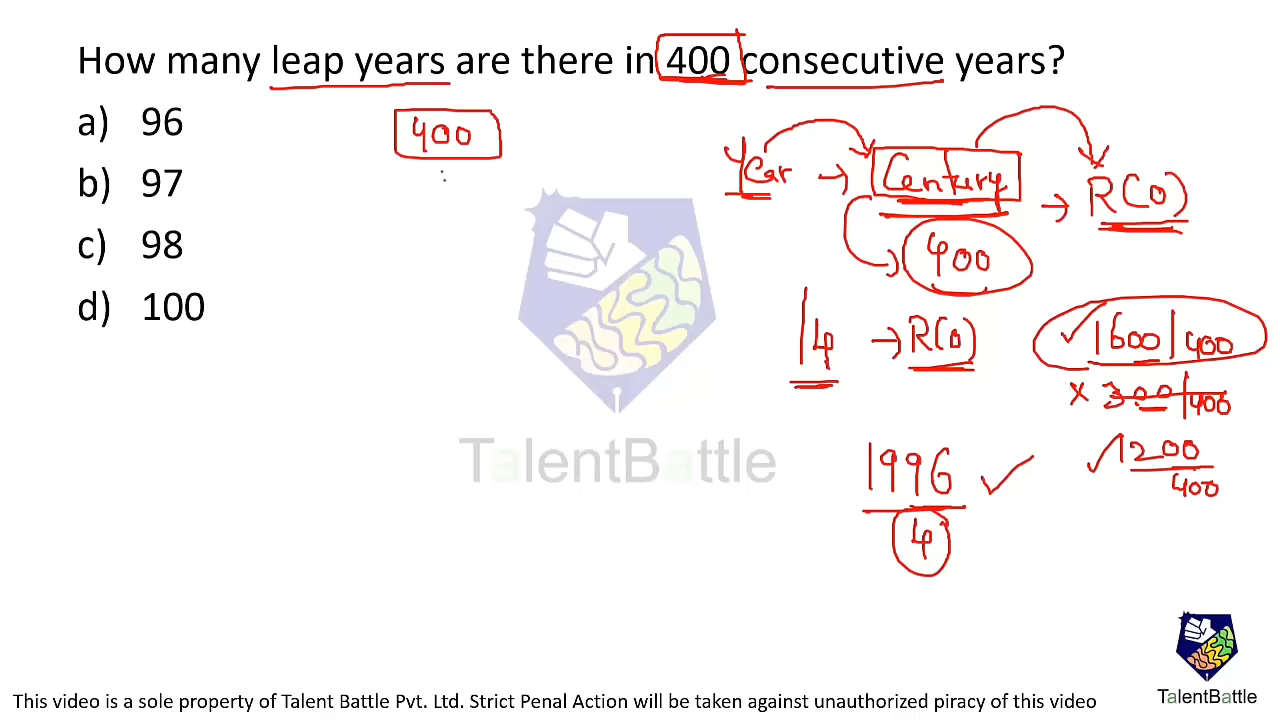 How many leap years are there in 400 consecutive years?
a) 96
b) 97
c) 98
d) 100
400
Year → Century → R(0)
400
/4 → R(0)
✓ 1600/400
× 300/400
1996 ✓
4
✓ 1200
400
TalentBattle
TalentBattle
This video is a sole property of Talent Battle Pvt. Ltd. Strict Penal Action will be taken against unauthorized piracy of this video